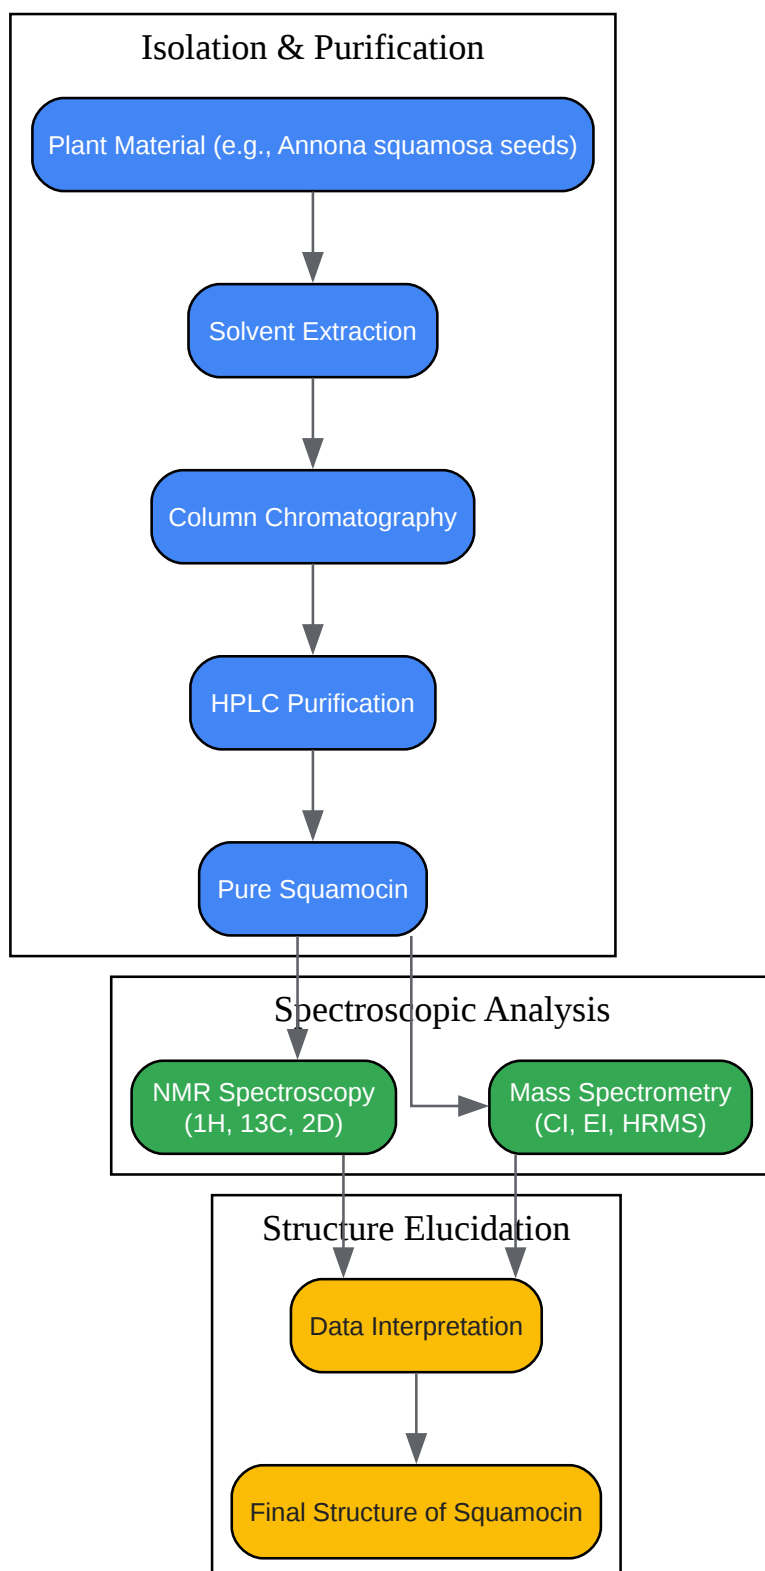 Isolation & Purification
Plant Material (e.g., Annona squamosa seeds)
Solvent Extraction
Column Chromatography
HPLC Purification
Pure Squamocin
Spectroscopic Analysis
NMR Spectroscopy
(1H, 13C, 2D)
Mass Spectrometry
(CI, EI, HRMS)
Structure Elucidation
Data Interpretation
Final Structure of Squamocin